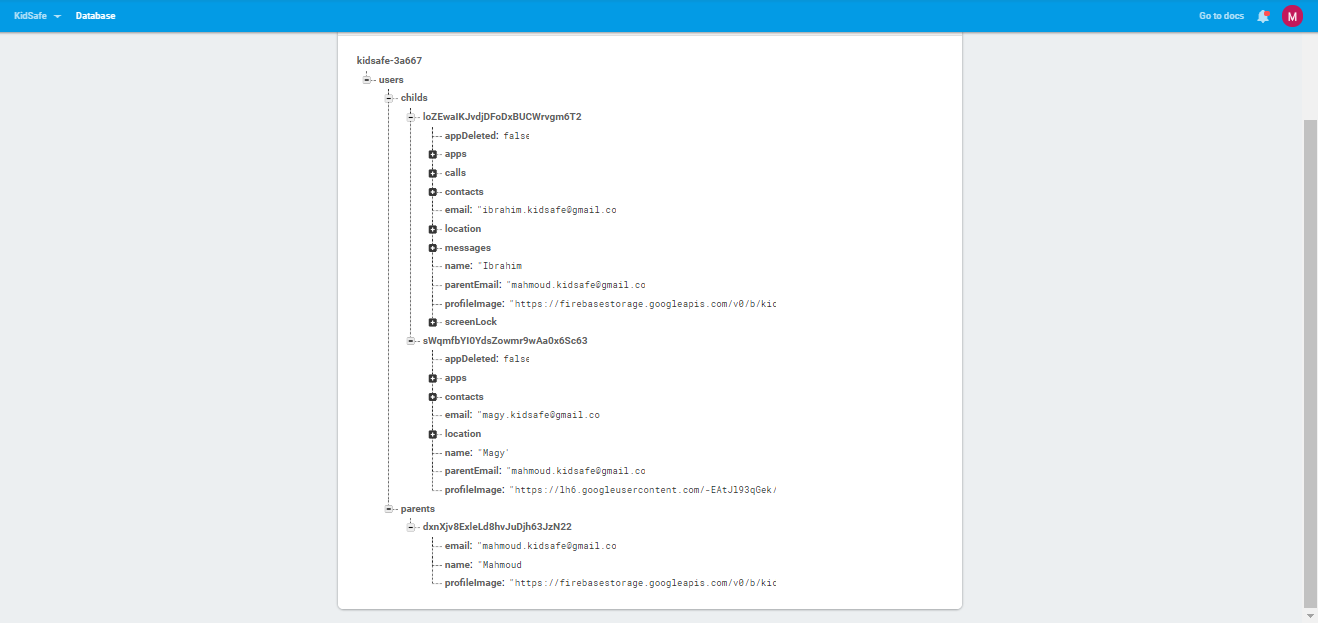 KidSafe Database Go to docs M
kidsafe-3a667
users
childs
loZEwaIKJvdjDFoDxBUCWrvgm6T2
appDeleted: false
apps
calls
contacts
email: "ibrahim.kidsafe@gmail.co
location
messages
name: "Ibrahim
parentEmail: "mahmoud.kidsafe@gmail.co
profileImage: "https://firebasestorage.googleapis.com/v0/b/kid
screenLock
sWqmfbYI0YdsZowmr9wAa0x6Sc63
appDeleted: false
apps
contacts
email: "magy.kidsafe@gmail.co
location
name: "Magy'
parentEmail: "mahmoud.kidsafe@gmail.co
profileImage: "https://lh6.googleusercontent.com/-EAtJl93qGek/
parents
dxnXjv8ExleLd8hvJuDjh63JzN22
email: "mahmoud.kidsafe@gmail.co
name: "Mahmoud
profileImage: "https://firebasestorage.googleapis.com/v0/b/kid